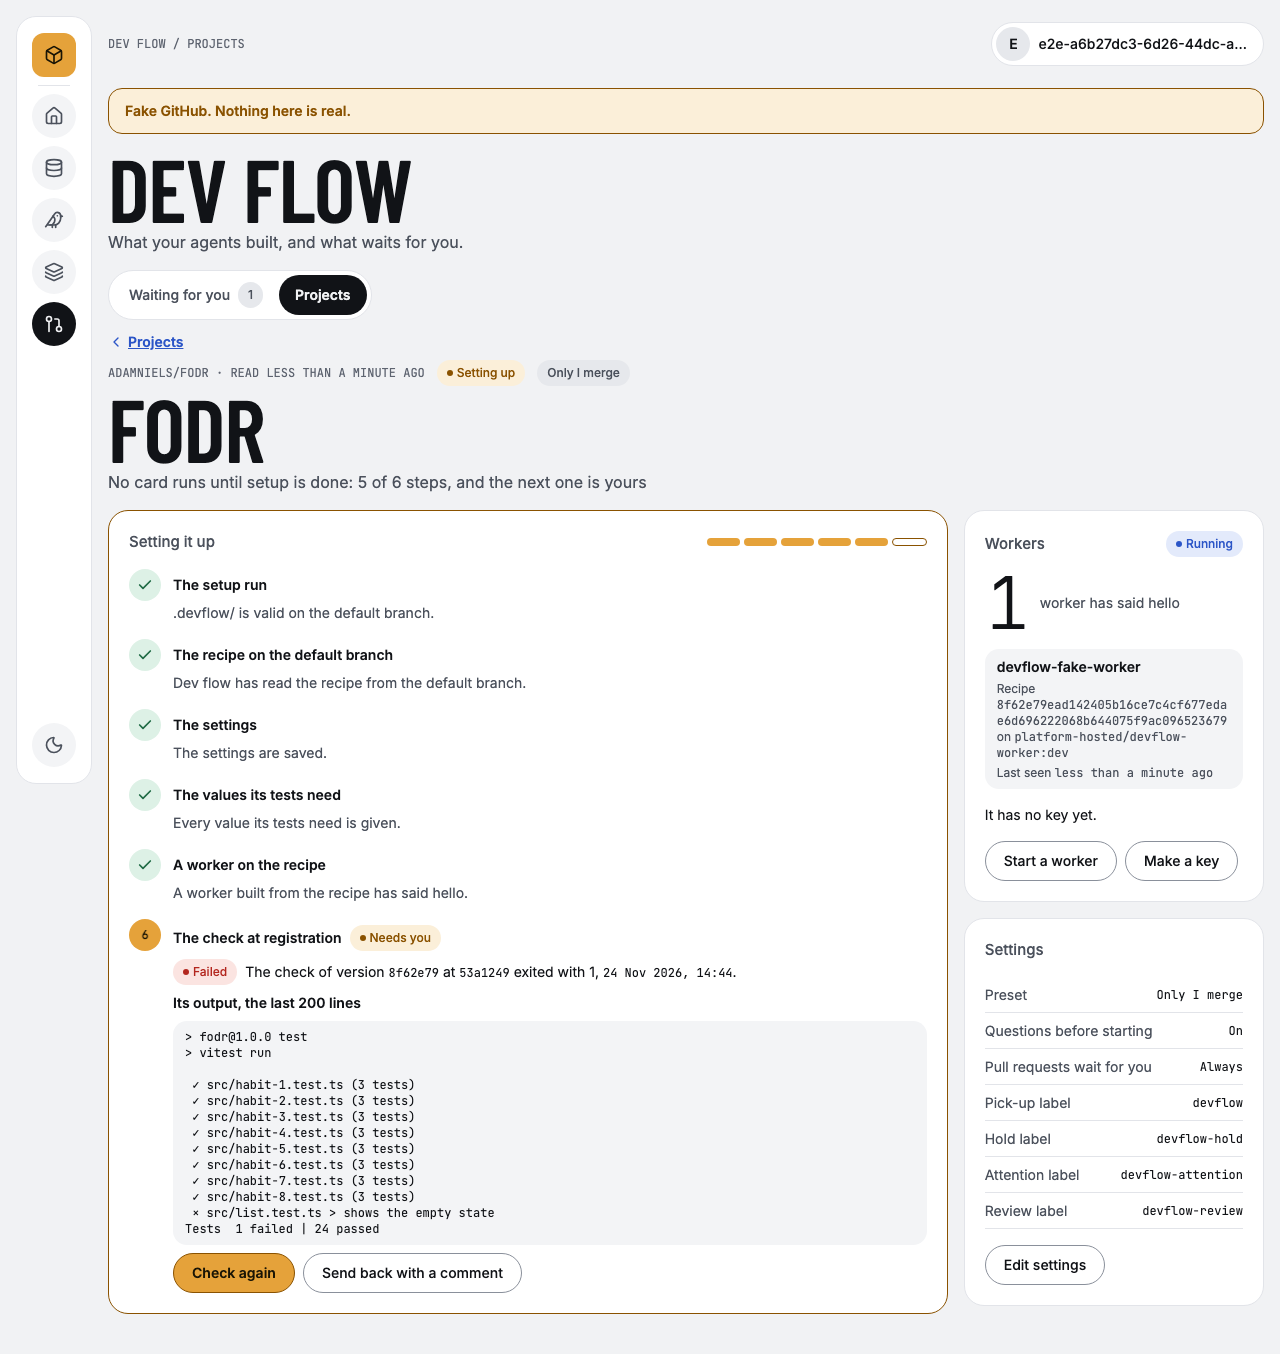 DEV FLOW / PROJECTS
E e2e-a6b27dc3-6d26-44dc-a...
Fake GitHub. Nothing here is real.
DEV FLOW
What your agents built, and what waits for you.
Waiting for you 1 Projects
Projects
ADAMNIELS/FODR · READ LESS THAN A MINUTE AGO Setting up Only I merge
FODR
No card runs until setup is done: 5 of 6 steps, and the next one is yours
Setting it up
The setup run
.devflow/ is valid on the default branch.
The recipe on the default branch
Dev flow has read the recipe from the default branch.
The settings
The settings are saved.
The values its tests need
Every value its tests need is given.
A worker on the recipe
A worker built from the recipe has said hello.
6 The check at registration Needs you
Failed The check of version 8f62e79 at 53a1249 exited with 1, 24 Nov 2026, 14:44.
Its output, the last 200 lines
> fodr@1.0.0 test
> vitest run
✓ src/habit-1.test.ts (3 tests)
✓ src/habit-2.test.ts (3 tests)
✓ src/habit-3.test.ts (3 tests)
✓ src/habit-4.test.ts (3 tests)
✓ src/habit-5.test.ts (3 tests)
✓ src/habit-6.test.ts (3 tests)
✓ src/habit-7.test.ts (3 tests)
✓ src/habit-8.test.ts (3 tests)
× src/list.test.ts > shows the empty state
Tests 1 failed | 24 passed
Check again Send back with a comment
Workers Running
1 worker has said hello
devflow-fake-worker
Recipe
8f62e79ead142405b16ce7c4cf677eda
e6d696222068b644075f9ac096523679
on platform-hosted/devflow-
worker:dev
Last seen less than a minute ago
It has no key yet.
Start a worker Make a key
Settings
Preset Only I merge
Questions before starting On
Pull requests wait for you Always
Pick-up label devflow
Hold label devflow-hold
Attention label devflow-attention
Review label devflow-review
Edit settings